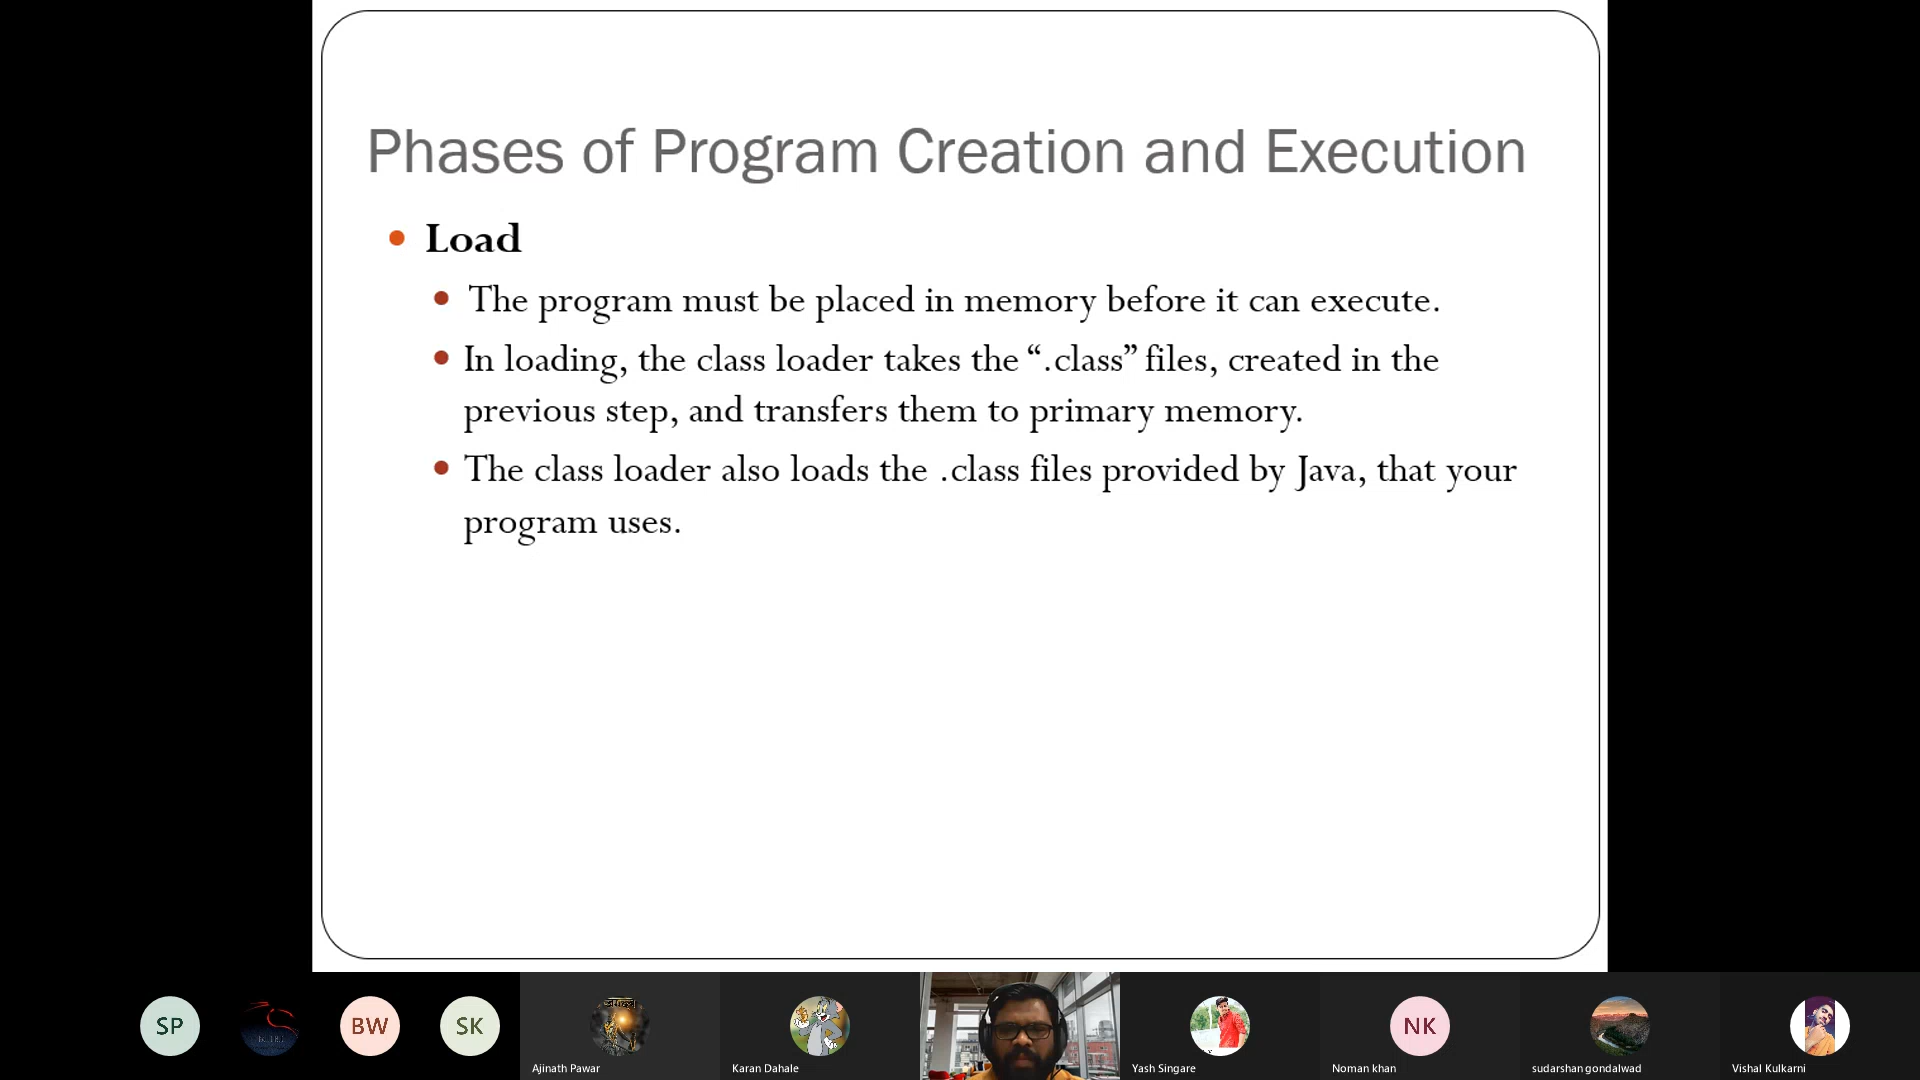 Phases of Program Creation and Execution
Load
The program must be placed in memory before it can execute.
In loading, the class loader takes the “.class” files, created in the
previous step, and transfers them to primary memory.
The class loader also loads the .class files provided by Java, that your
program uses.
SP
BW
SK
NK
Ajinath Pawar
Karan Dahale
Yash Singare
Noman khan
sudarshan gondalwad
Vishal Kulkarni